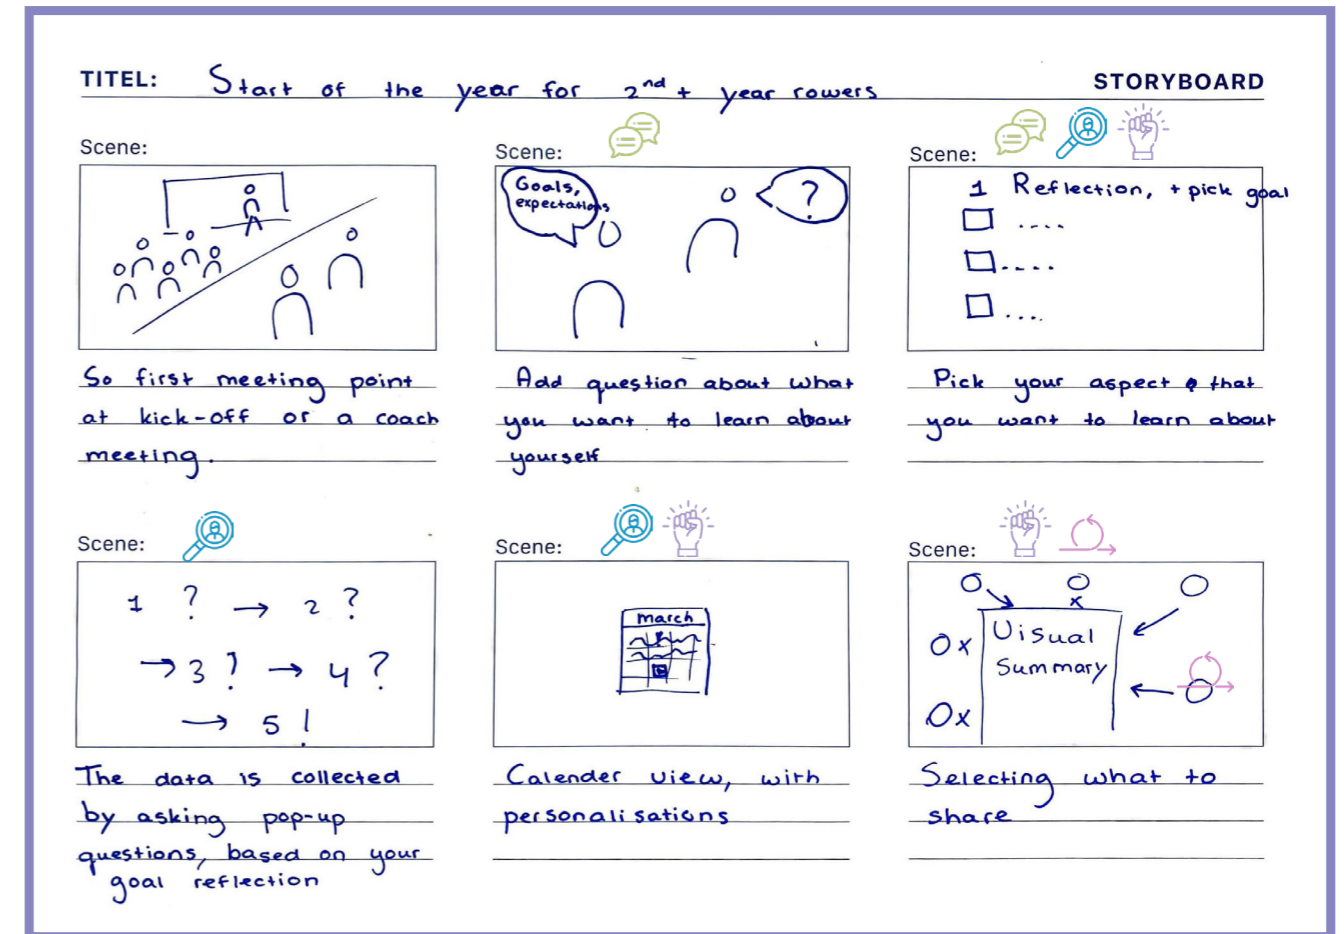 TITEL: Start of the year for 2nd + year rowers
STORYBOARD
Scene:
So first meeting point
at kick-off or a coach
meeting.
Scene:
Goals,
expectations
?
Add question about what
you want to learn about
yourself
Scene:
1 Reflection, + pick goal
....
....
....
Pick your aspect that
you want to learn about
Scene:
1 ? → 2 ?
→ 3 ? → 4 ?
→ 5 !
The data is collected
by asking pop-up
questions, based on your
goal reflection
Scene:
march
Calender view, with
personalisations
Scene:
x
x
x
Visual
Summary
Selecting what to
share